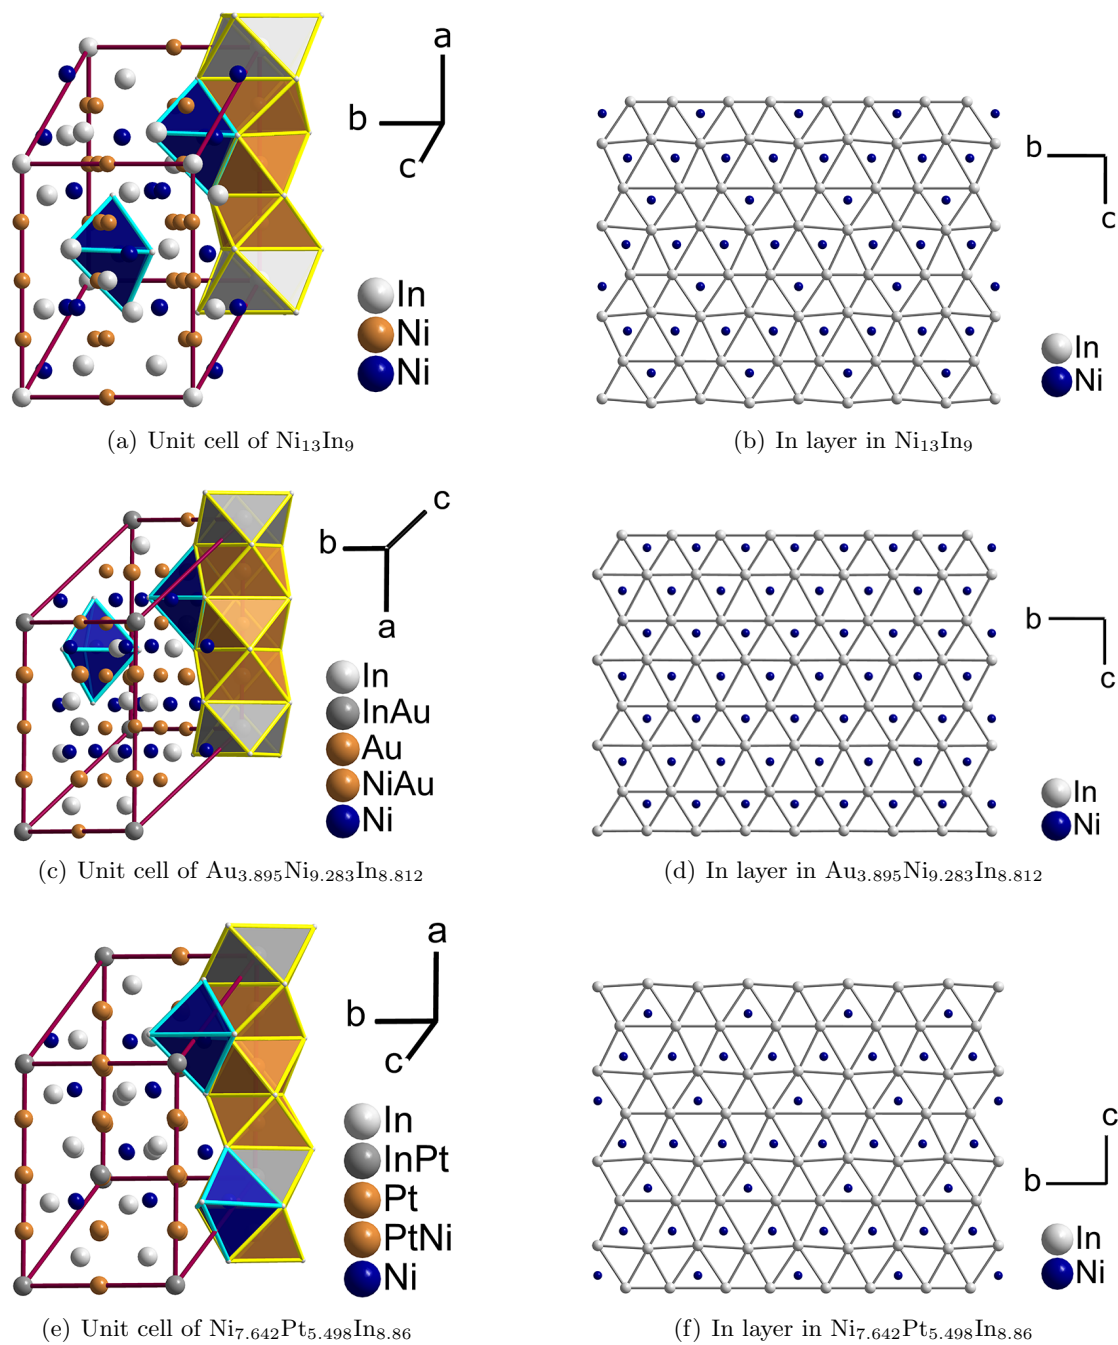 a
b
c
In
Ni
Ni
(a) Unit cell of Ni₁₃In₉
b
c
In
Ni
(b) In layer in Ni₁₃In₉
c
b
a
In
InAu
Au
NiAu
Ni
(c) Unit cell of Au₃.₈₉₅Ni₉.₂₈₃In₈.₈₁₂
b
c
In
Ni
(d) In layer in Au₃.₈₉₅Ni₉.₂₈₃In₈.₈₁₂
a
b
c
In
InPt
Pt
PtNi
Ni
(e) Unit cell of Ni₇.₆₄₂Pt₅.₄₉₈In₈.₈₆
c
b
In
Ni
(f) In layer in Ni₇.₆₄₂Pt₅.₄₉₈In₈.₈₆